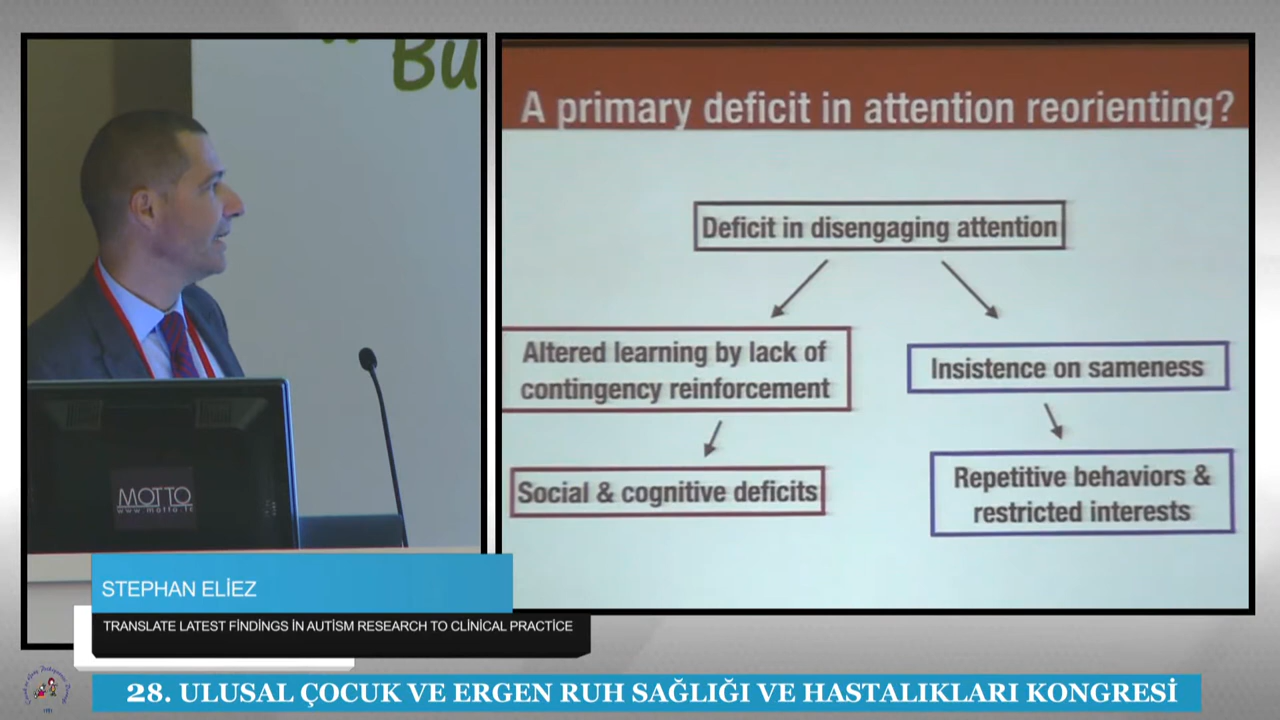 Bu
A primary deficit in attention reorienting?
Deficit in disengaging attention
Altered learning by lack of
contingency reinforcement
Insistence on sameness
Social & cognitive deficits
Repetitive behaviors &
restricted interests
MOTTO
www.motto.tc
STEPHAN ELİEZ
TRANSLATE LATEST FİNDİNGS İN AUTİSM RESEARCH TO CLİNİCAL PRACTİCE
28. ULUSAL ÇOCUK VE ERGEN RUH SAĞLIĞI VE HASTALIKLARI KONGRESİ